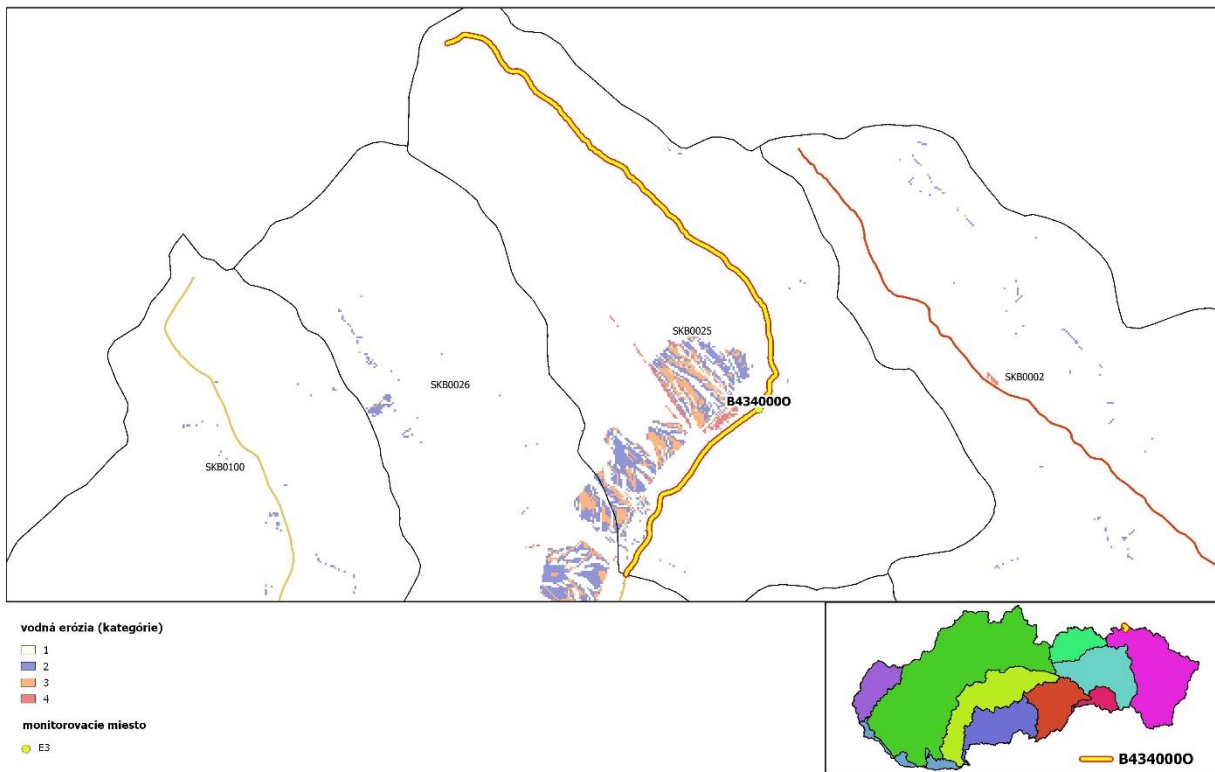 SKB0025
SKB0026
B434000O
SKB0002
SKB0100
vodná erózia (kategórie)
1
2
3
4
monitorovacie miesto
E3
B434000O